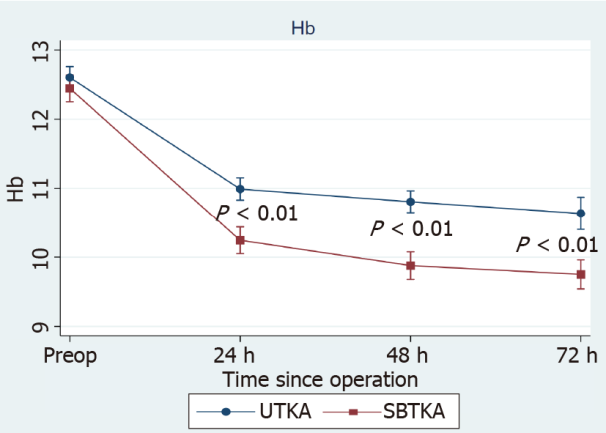 Hb
13
12
11
10
9
Hb
P < 0.01
P < 0.01
P < 0.01
Preop 24 h 48 h 72 h
Time since operation
UTKA SBTKA